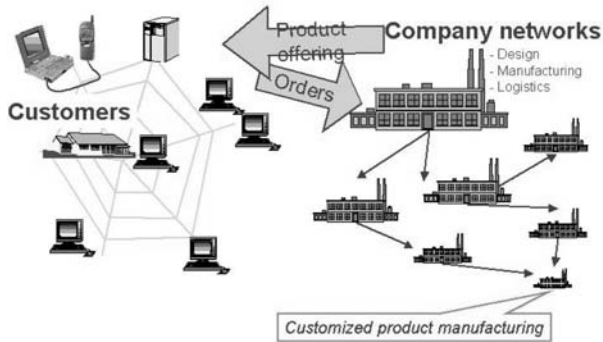 Product
offering
Company networks
- Design
- Manufacturing
- Logistics
Orders
Customers
Customized product manufacturing